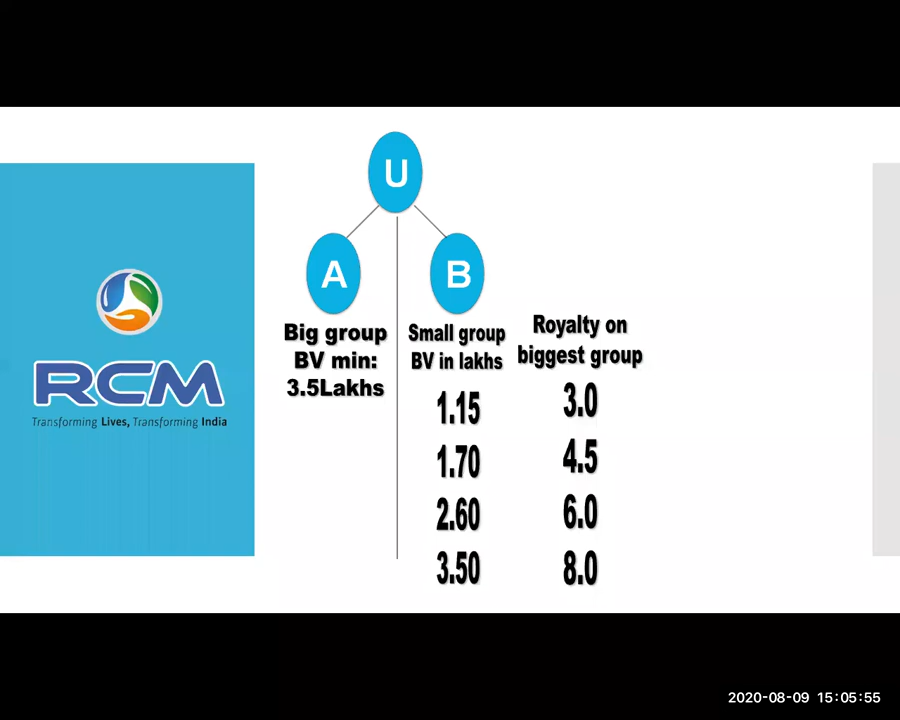 U
A
B
Big group
BV min:
3.5Lakhs
Small group
BV in lakhs
Royalty on
biggest group
1.15 3.0
1.70 4.5
2.60 6.0
3.50 8.0
RCM
Transforming Lives, Transforming India
2020-08-09 15:05:55